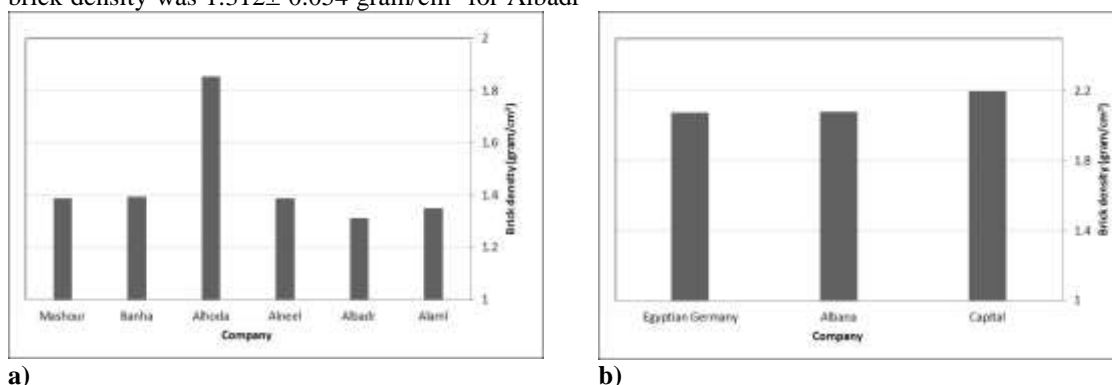 brick density was 1.312± 0.034 gram/cm³ for Albadr
2
1.8
1.6
1.4
1.2
1
Brick density(gram/cm³)
Mashour Banha Alhoda Alneel Albadr Alaml
Company
2.2
1.8
1.4
1
Brick density(gram/cm³)
Egyptian Germany Albana Capital
Company
a) b)